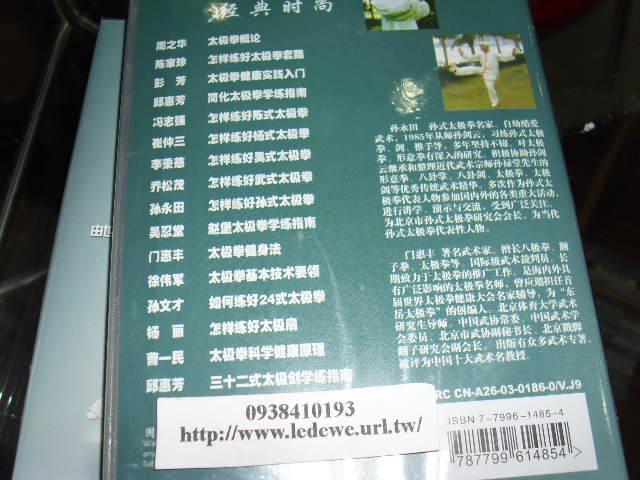 经典时尚
周之华 太极拳概论
陈家珍 怎样练好太极拳套路
彭芳 太极拳健康实践入门
邱惠芳 简化太极拳学练指南
冯志强 怎样练好陈式太极拳
崔仲三 怎样练好杨式太极拳
李秉慈 怎样练好吴式太极拳
乔松茂 怎样练好武式太极拳
孙永田 怎样练好孙式太极拳
吴忍堂 赵堡太极拳学练指南
门惠丰 太极拳健身法
徐伟军 太极拳基本技术要领
孙文才 如何练好24式太极拳
杨丽 怎样练好太极扇
曹一民 太极拳科学健康原理
邱惠芳 三十二式太极剑学练指南
孙永田 孙式太极拳名家，自幼酷爱
武术，1985年从师孙剑云，习练孙式太极
拳、剑、推手等，多年坚持不辍，对太极
拳、形意拳有深入的研究。积极协助孙剑
云继承和整理近代武术宗师孙禄堂先生的
形意拳、八卦掌、八卦剑、太极拳、太极
剑等优秀传统武术精华。多次作为孙式太
极拳代表人物参加国内外的各类重大活动，
进行讲学、演示与交流，受到广泛关注。
为北京市孙式太极拳研究会会长。为当代
孙式太极拳代表性人物。
门惠丰 著名武术家，擅长八极拳、翻
子拳、太极拳等。国际级武术裁判员。长
期致力于太极拳的推广工作。是海内外具
有广泛影响的太极拳名师，曾应邀担任首
届世界太极拳健康大会名家辅导，为“东
岳太极拳”的创编人。北京体育大学武术
研究生导师，中国武协常委，中国武术学
会委员，北京市武协副秘书长、北京戳脚
翻子研究会副会长。出版有众多武术专著。
被评为中国十大武术名教授。
RC CN-A26-03-0186-0/V.J9
ISBN 7-7996-1485-4
787799 614854
0938410193
http://www.ledewe.url.tw/